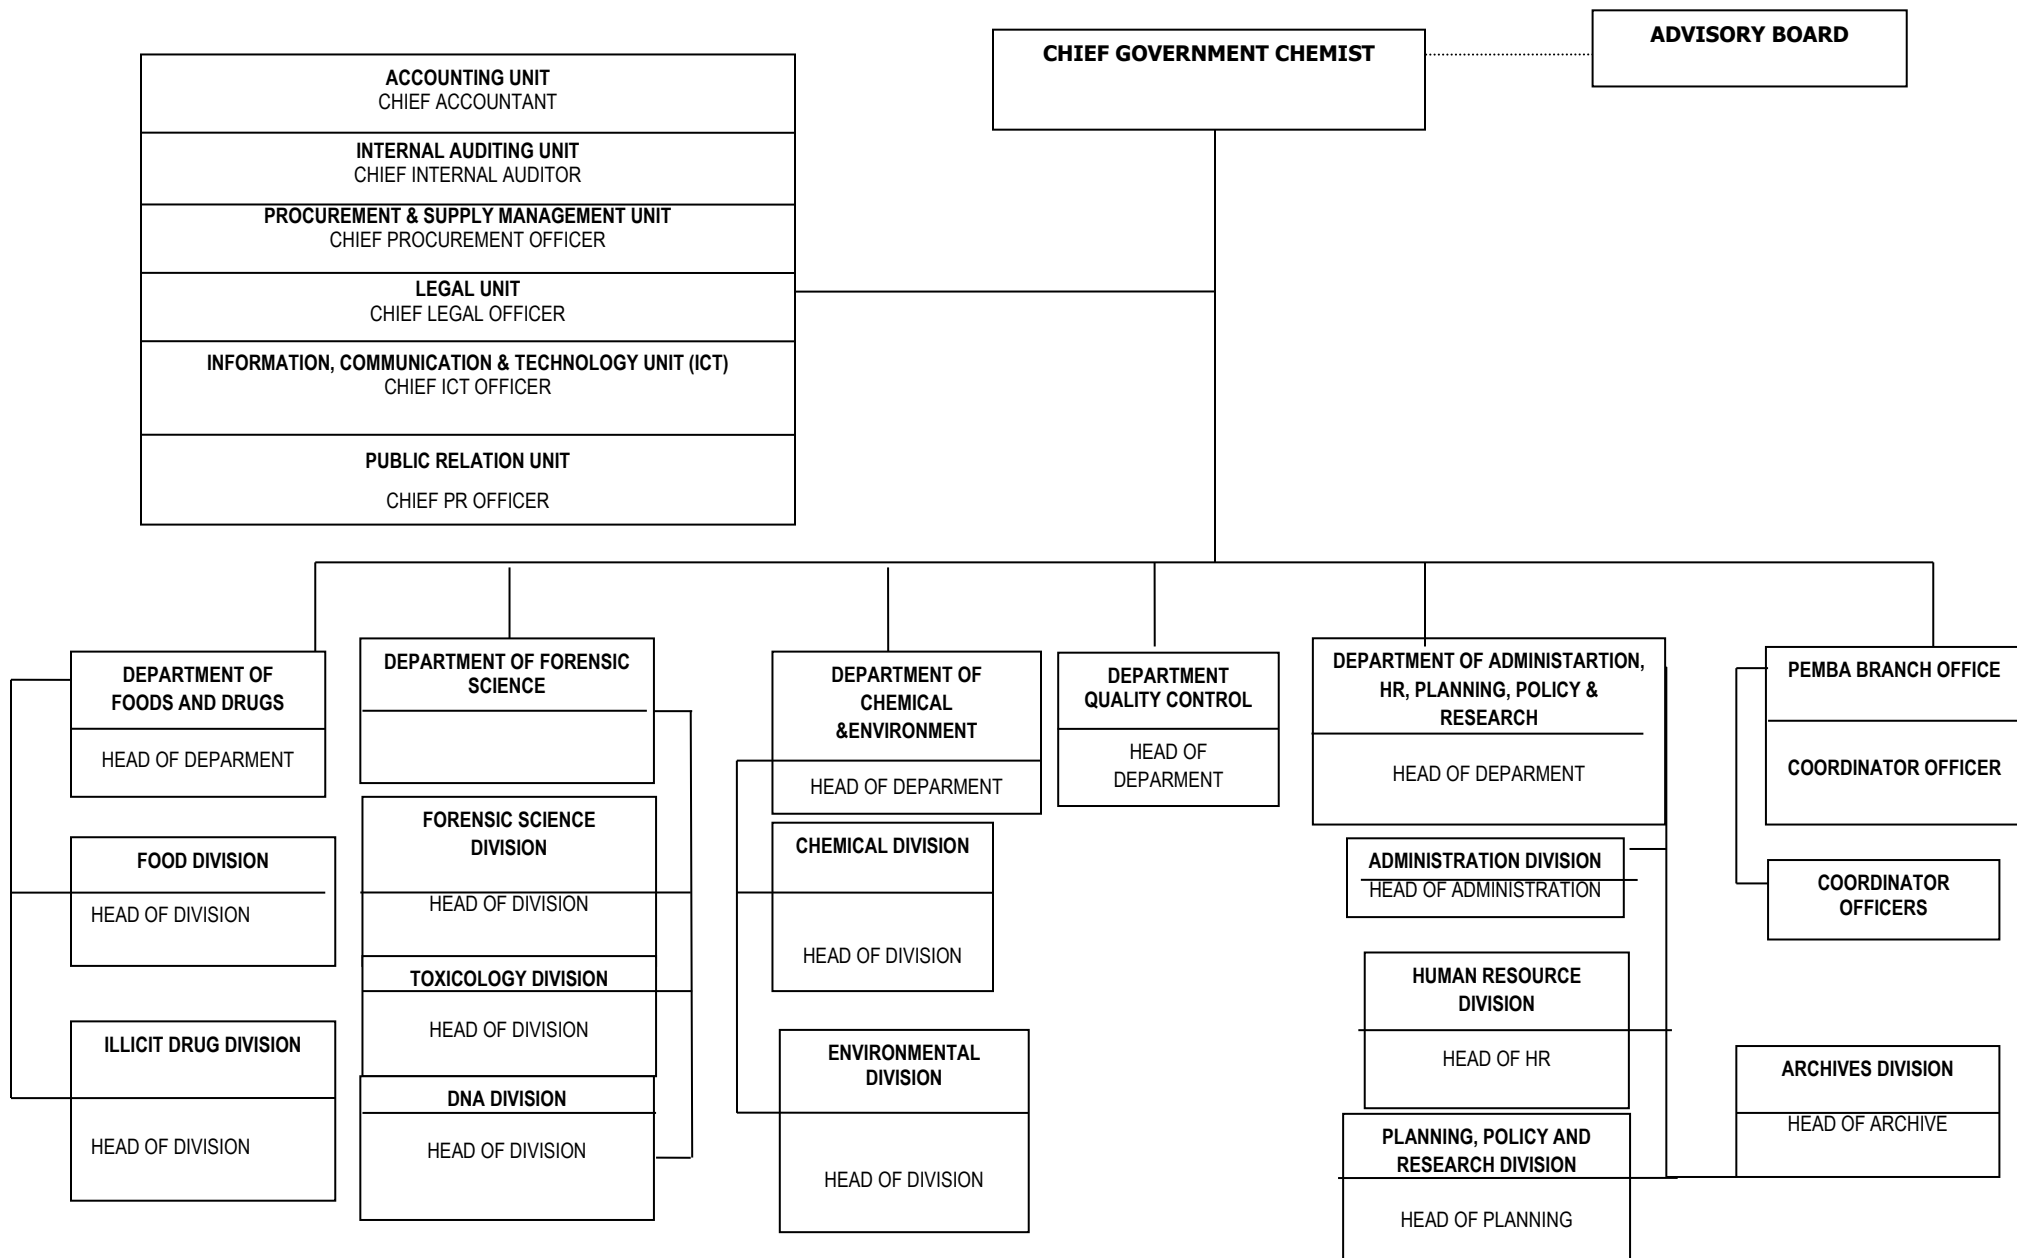 CHIEF GOVERNMENT CHEMIST
ADVISORY BOARD
ACCOUNTING UNIT
CHIEF ACCOUNTANT
INTERNAL AUDITING UNIT
CHIEF INTERNAL AUDITOR
PROCUREMENT & SUPPLY MANAGEMENT UNIT
CHIEF PROCUREMENT OFFICER
LEGAL UNIT
CHIEF LEGAL OFFICER
INFORMATION, COMMUNICATION & TECHNOLOGY UNIT (ICT)
CHIEF ICT OFFICER
PUBLIC RELATION UNIT
CHIEF PR OFFICER
DEPARTMENT OF
FOODS AND DRUGS
HEAD OF DEPARMENT
FOOD DIVISION
HEAD OF DIVISION
ILLICIT DRUG DIVISION
HEAD OF DIVISION
DEPARTMENT OF FORENSIC
SCIENCE
FORENSIC SCIENCE
DIVISION
HEAD OF DIVISION
TOXICOLOGY DIVISION
HEAD OF DIVISION
DNA DIVISION
HEAD OF DIVISION
DEPARTMENT OF
CHEMICAL
&ENVIRONMENT
HEAD OF DEPARMENT
CHEMICAL DIVISION
HEAD OF DIVISION
ENVIRONMENTAL
DIVISION
HEAD OF DIVISION
DEPARTMENT
QUALITY CONTROL
HEAD OF
DEPARMENT
DEPARTMENT OF ADMINISTARTION,
HR, PLANNING, POLICY &
RESEARCH
HEAD OF DEPARMENT
ADMINISTRATION DIVISION
HEAD OF ADMINISTRATION
HUMAN RESOURCE
DIVISION
HEAD OF HR
PLANNING, POLICY AND
RESEARCH DIVISION
HEAD OF PLANNING
PEMBA BRANCH OFFICE
COORDINATOR OFFICER
COORDINATOR
OFFICERS
ARCHIVES DIVISION
HEAD OF ARCHIVE